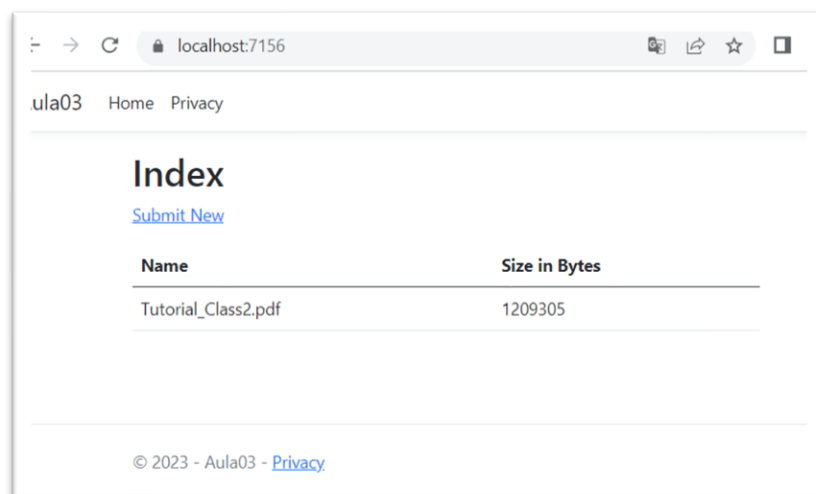 localhost:7156
ula03 Home Privacy
Index
Submit New
Name Size in Bytes
Tutorial_Class2.pdf 1209305
© 2023 - Aula03 - Privacy